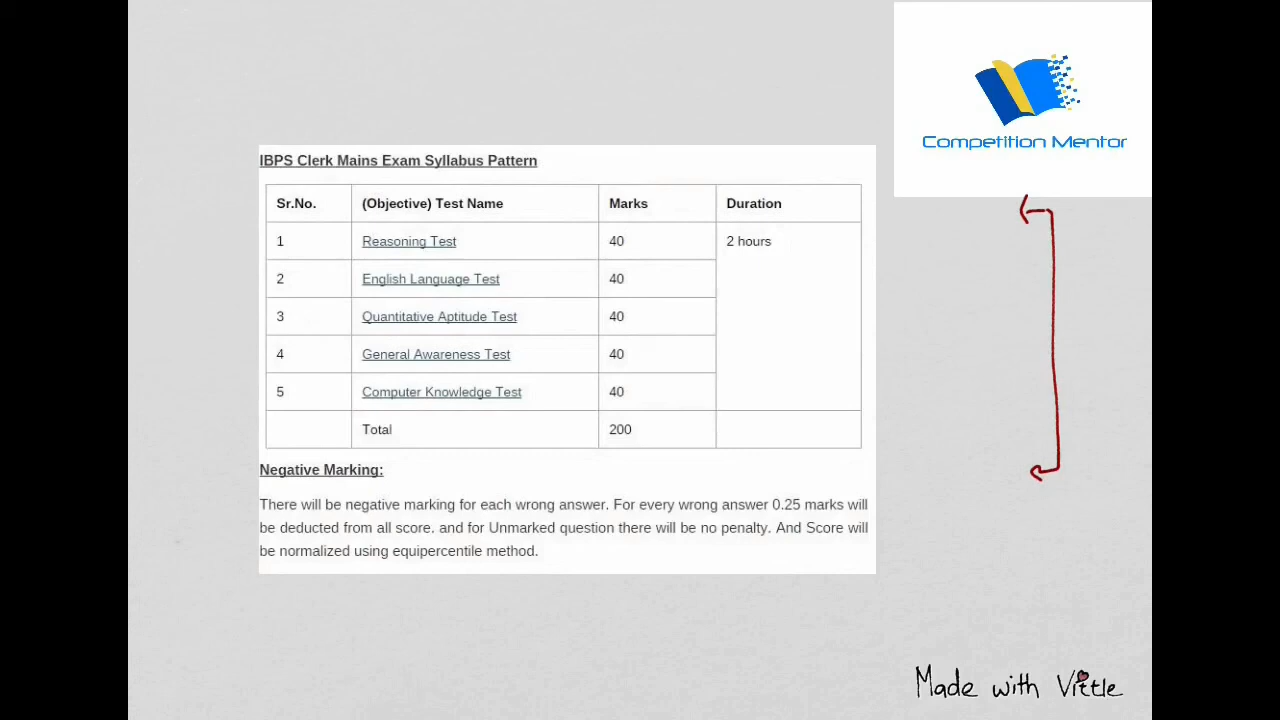 Competition Mentor
IBPS Clerk Mains Exam Syllabus Pattern
Sr.No. (Objective) Test Name Marks Duration
1 Reasoning Test 40 2 hours
2 English Language Test 40
3 Quantitative Aptitude Test 40
4 General Awareness Test 40
5 Computer Knowledge Test 40
Total 200
Negative Marking:
There will be negative marking for each wrong answer. For every wrong answer 0.25 marks will
be deducted from all score. and for Unmarked question there will be no penalty. And Score will
be normalized using equipercentile method.
Made with Vittle